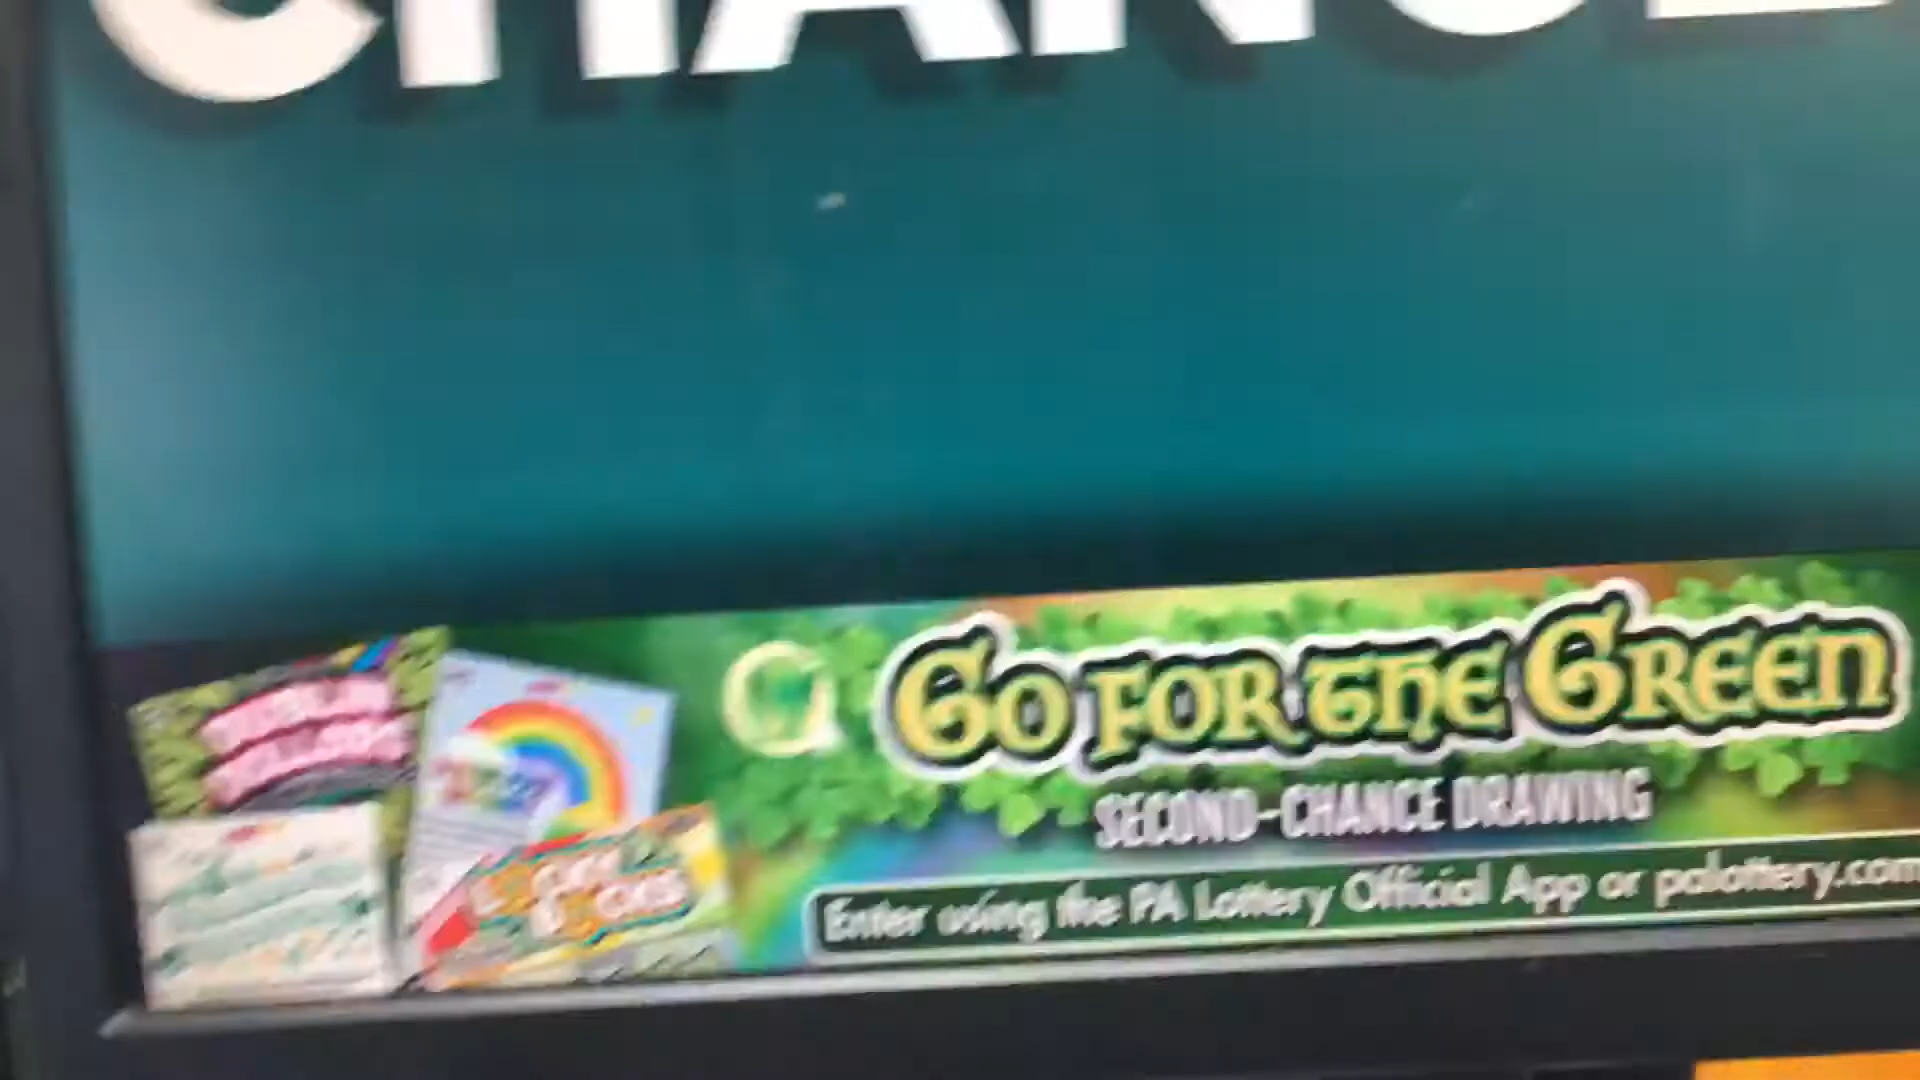 CHANCE
GO FOR THE GREEN
SECOND-CHANCE DRAWING
Enter using the PA Lottery Official App or palottery.com